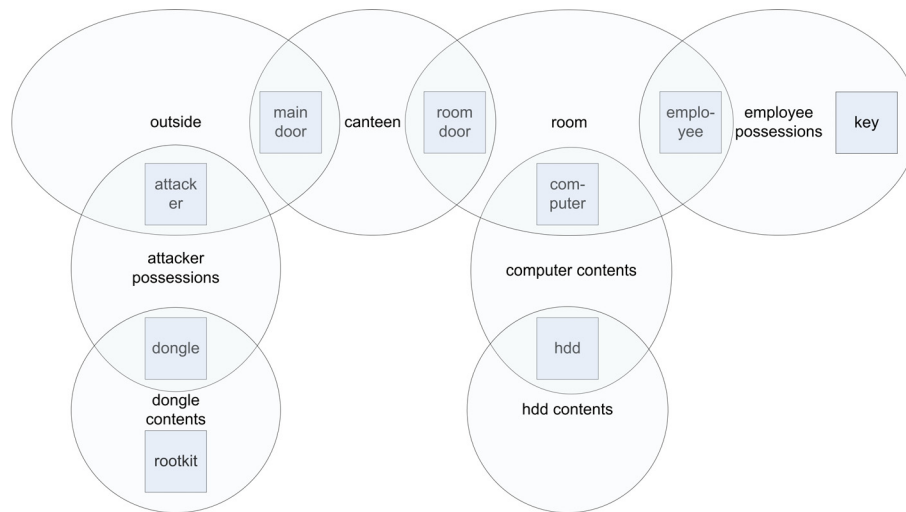 outside
main
door
canteen
room
door
room
emplo-
yee
employee
possessions
key
attack
er
com-
puter
attacker
possessions
computer contents
dongle
hdd
dongle
contents
hdd contents
rootkit